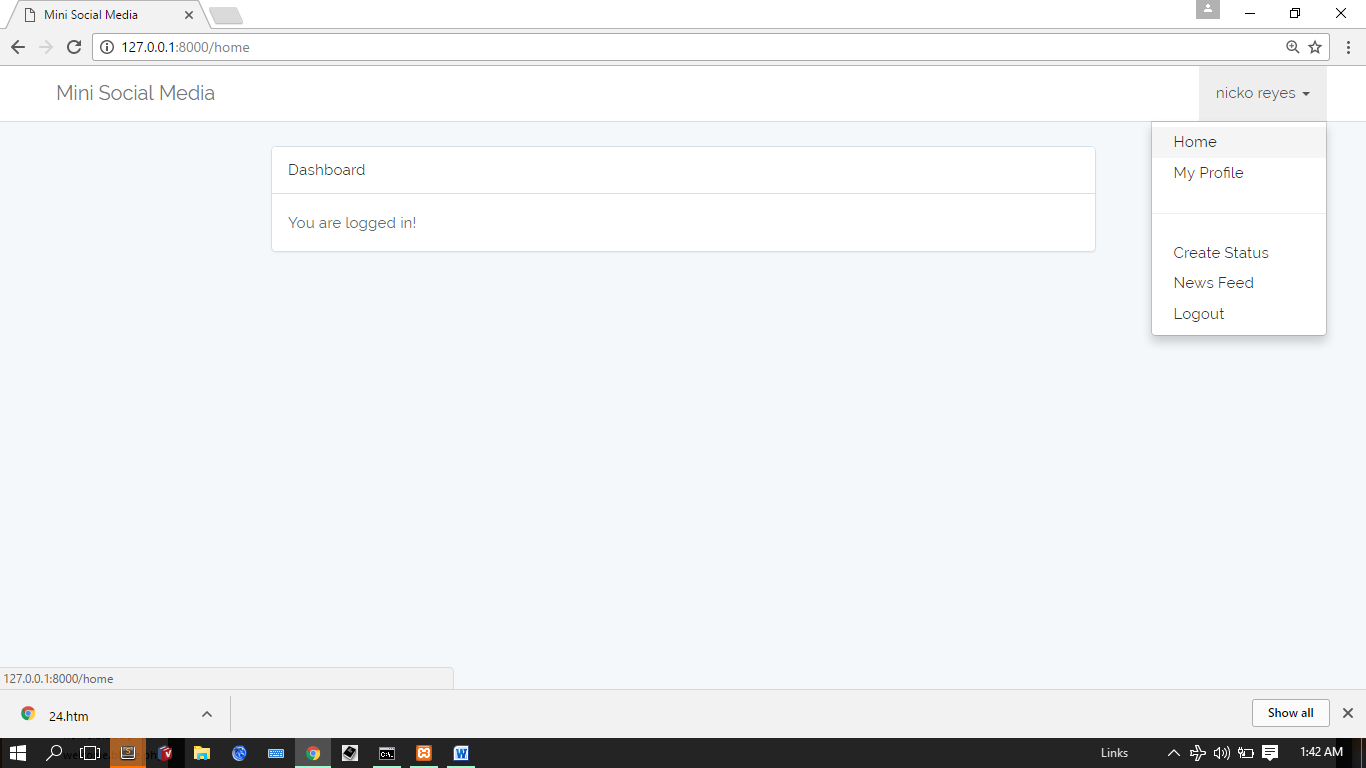 Mini Social Media
127.0.0.1:8000/home
Mini Social Media
nicko reyes
Home
My Profile
Create Status
News Feed
Logout
Dashboard
You are logged in!
127.0.0.1:8000/home
24.htm
Show all
Links
1:42 AM